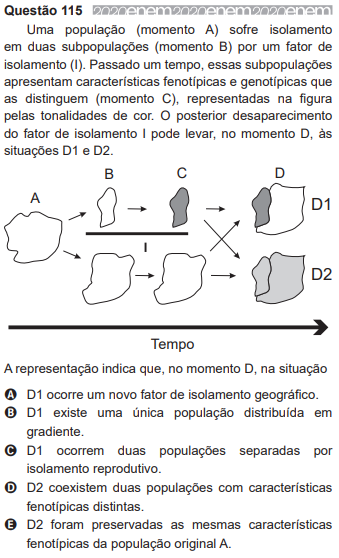 Questão 115 2020enem2020enem2020enem
Uma população (momento A) sofre isolamento
em duas subpopulações (momento B) por um fator de
isolamento (I). Passado um tempo, essas subpopulações
apresentam características fenotípicas e genotípicas que
as distinguem (momento C), representadas na figura
pelas tonalidades de cor. O posterior desaparecimento
do fator de isolamento I pode levar, no momento D, às
situações D1 e D2.
A
B
C
D
D1
I
D2
Tempo
A representação indica que, no momento D, na situação
A D1 ocorre um novo fator de isolamento geográfico.
B D1 existe uma única população distribuída em
gradiente.
C D1 ocorrem duas populações separadas por
isolamento reprodutivo.
D D2 coexistem duas populações com características
fenotípicas distintas.
E D2 foram preservadas as mesmas características
fenotípicas da população original A.